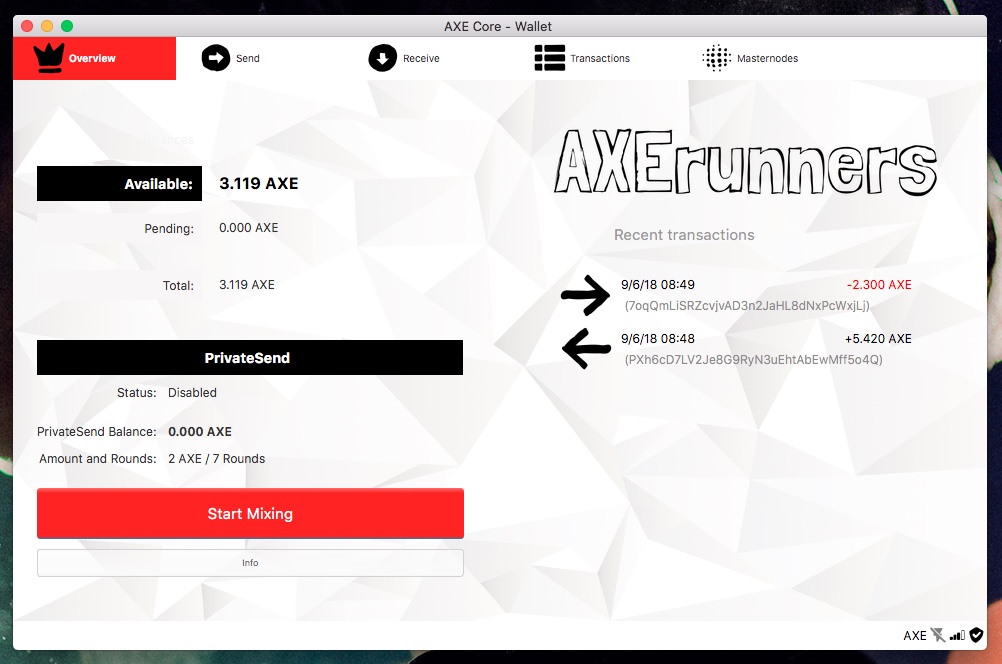 AXE Core - Wallet
Overview
Send
Receive
Transactions
Masternodes
Available: 3.119 AXE
Pending: 0.000 AXE
Total: 3.119 AXE
PrivateSend
Status: Disabled
PrivateSend Balance: 0.000 AXE
Amount and Rounds: 2 AXE / 7 Rounds
Start Mixing
Info
AXErunners
Recent transactions
9/6/18 08:49 -2.300 AXE
(7oqQmLiSRZcvjvAD3n2JaHL8dNxPcWxjLj)
9/6/18 08:48 +5.420 AXE
(PXh6cD7LV2Je8G9RyN3uEhtAbEwMff5o4Q)
AXE